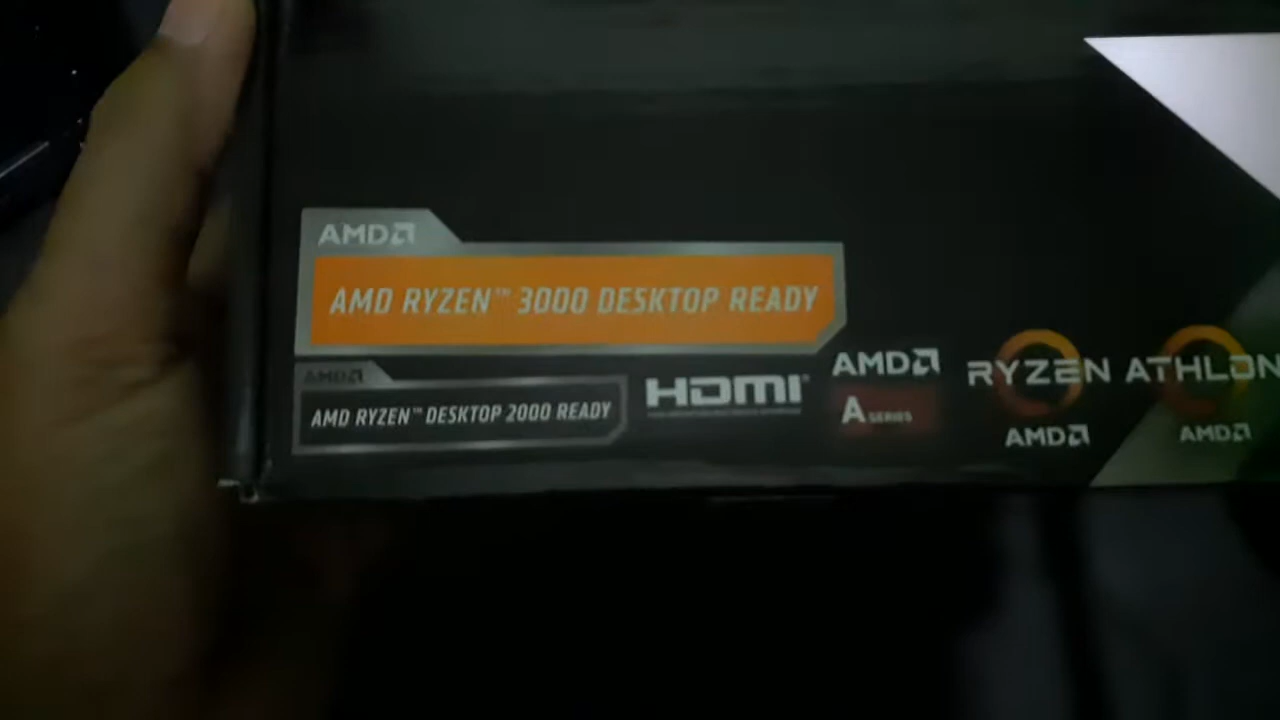 AMD
AMD RYZEN™ 3000 DESKTOP READY
AMD
AMD RYZEN™ DESKTOP 2000 READY
HDMI®
AMD
A SERIES
RYZEN
AMD
ATHLON
AMD